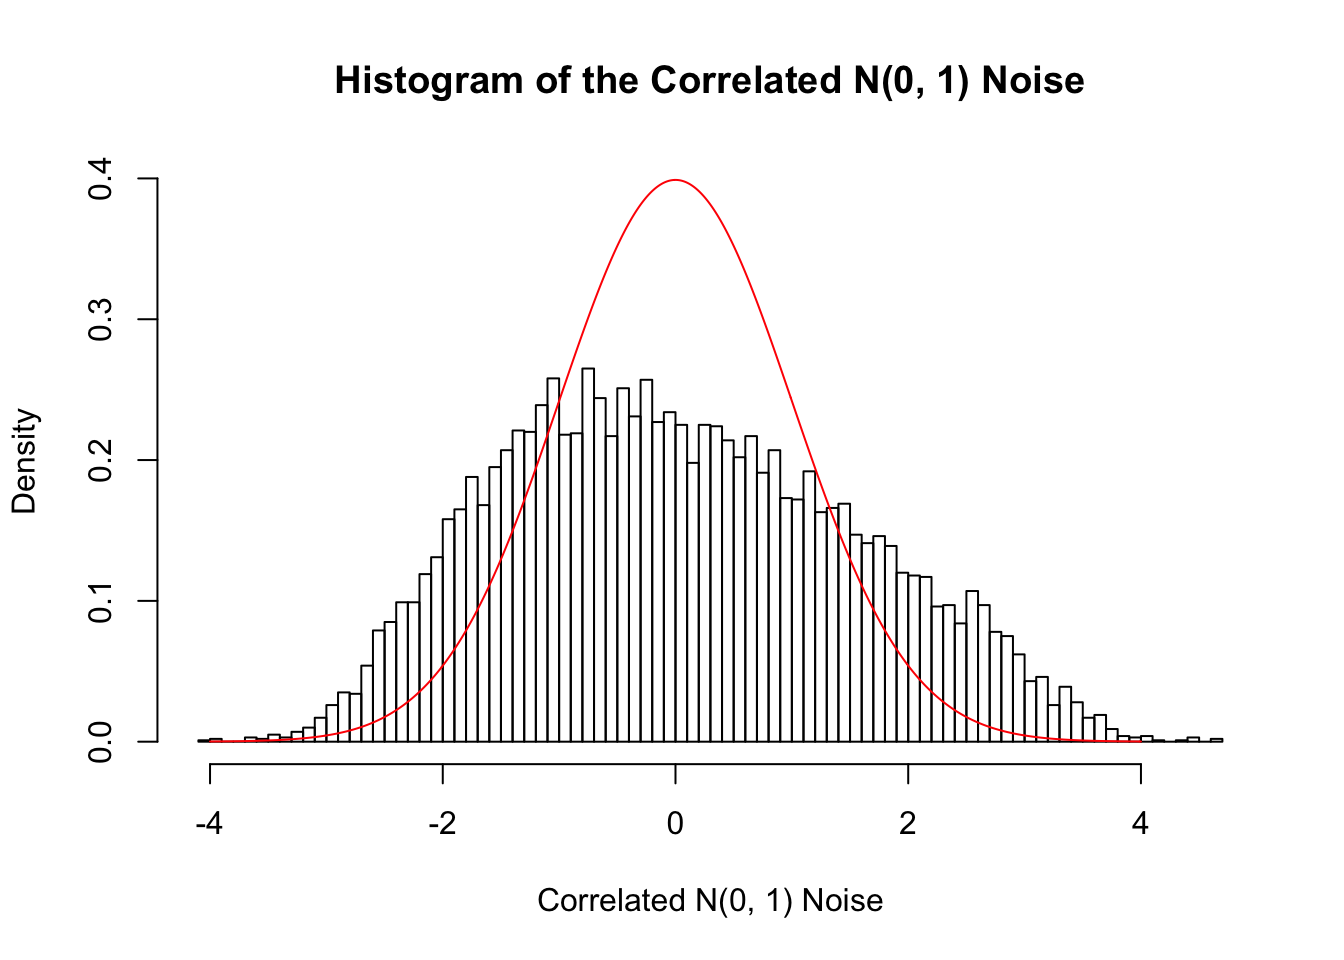 Histogram of the Correlated N(0, 1) Noise
0.4
0.3
0.2
0.1
0.0
Density
-4 -2 0 2 4
Correlated N(0, 1) Noise